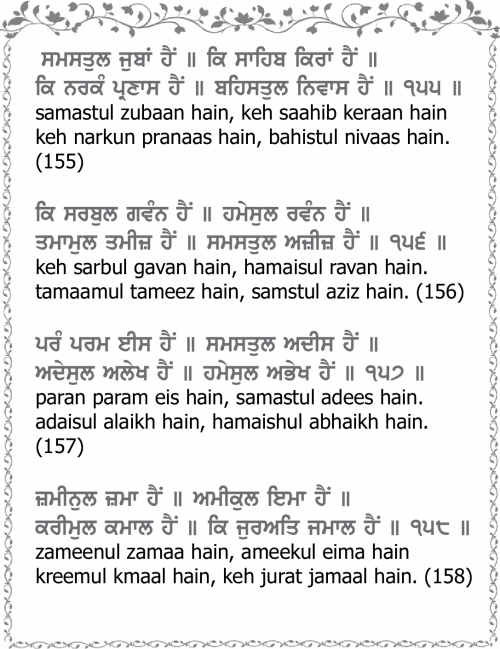 ਸਮਸਤੁਲ ਜੁਬਾਂ ਹੈਂ ॥ ਕਿ ਸਾਹਿਬ ਕਿਰਾਂ ਹੈਂ ॥
ਕਿ ਨਰਕੰ ਪ੍ਰਣਾਸ ਹੈਂ ॥ ਬਹਿਸਤੁਲ ਨਿਵਾਸ ਹੈਂ ॥ ੧੫੫ ॥
samastul zubaan hain, keh saahib keraan hain
keh narkun pranaas hain, bahistul nivaas hain.
(155)
ਕਿ ਸਰਬੁਲ ਗਵੰਨ ਹੈਂ ॥ ਹਮੇਸੁਲ ਰਵੰਨ ਹੈਂ ॥
ਤਮਾਮੁਲ ਤਮੀਜ਼ ਹੈਂ ॥ ਸਮਸਤੁਲ ਅਜ਼ੀਜ਼ ਹੈਂ ॥ ੧੫੬ ॥
keh sarbul gavan hain, hamaisul ravan hain.
tamaamul tameez hain, samstul aziz hain. (156)
ਪਰੰ ਪਰਮ ਈਸ ਹੈਂ ॥ ਸਮਸਤੁਲ ਅਦੀਸ ਹੈਂ ॥
ਅਦੇਸੁਲ ਅਲੇਖ ਹੈਂ ॥ ਹਮੇਸੁਲ ਅਭੇਖ ਹੈਂ ॥ ੧੫੭ ॥
paran param eis hain, samastul adees hain.
adaisul alaikh hain, hamaishul abhaikh hain.
(157)
ਜ਼ਮੀਨੁਲ ਜ਼ਮਾ ਹੈਂ ॥ ਅਮੀਕੁਲ ਇਮਾ ਹੈਂ ॥
ਕਰੀਮੁਲ ਕਮਾਲ ਹੈਂ ॥ ਕਿ ਜੁਰਅਤਿ ਜਮਾਲ ਹੈਂ ॥ ੧੫੮ ॥
zameenul zamaa hain, ameekul eima hain
kreemul kmaal hain, keh jurat jamaal hain. (158)